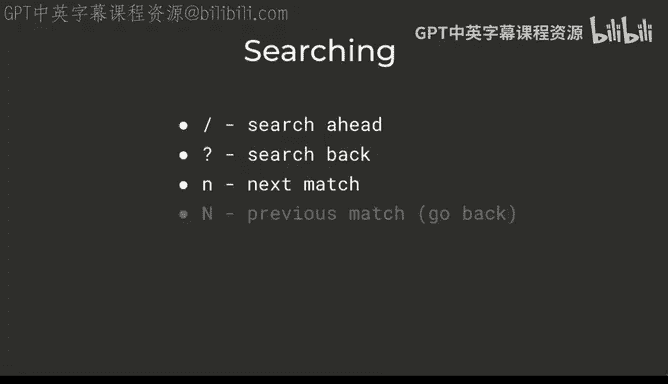 GPT中英字幕课程资源@bilibili.com
GPT中英字幕课程资源 bilibili
Searching
• / - search ahead
• ? - search back
• n - next match
• N - previous match (go back)